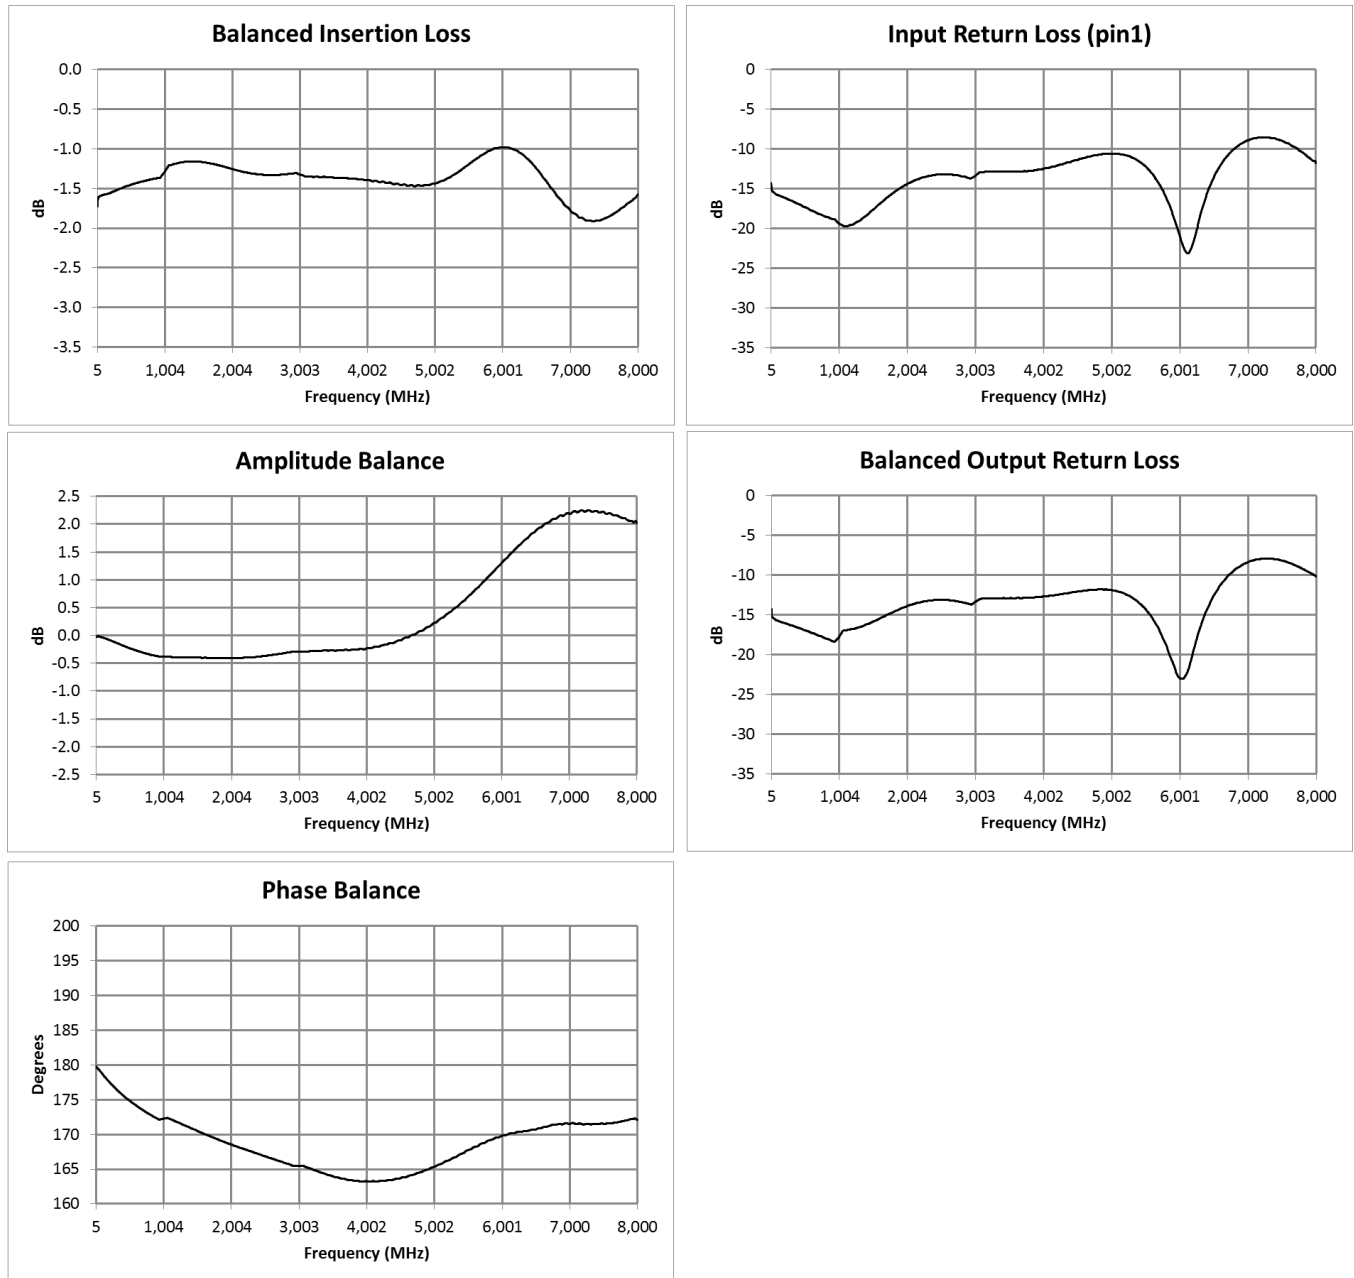 Balanced Insertion Loss
0.0
-0.5
-1.0
-1.5
-2.0
-2.5
-3.0
-3.5
dB
5 1,004 2,004 3,003 4,002 5,002 6,001 7,000 8,000
Frequency (MHz)
Input Return Loss (pin1)
0
-5
-10
-15
-20
-25
-30
-35
dB
5 1,004 2,004 3,003 4,002 5,002 6,001 7,000 8,000
Frequency (MHz)
Amplitude Balance
2.5
2.0
1.5
1.0
0.5
0.0
-0.5
-1.0
-1.5
-2.0
-2.5
dB
5 1,004 2,004 3,003 4,002 5,002 6,001 7,000 8,000
Frequency (MHz)
Balanced Output Return Loss
0
-5
-10
-15
-20
-25
-30
-35
dB
5 1,004 2,004 3,003 4,002 5,002 6,001 7,000 8,000
Frequency (MHz)
Phase Balance
200
195
190
185
180
175
170
165
160
Degrees
5 1,004 2,004 3,003 4,002 5,002 6,001 7,000 8,000
Frequency (MHz)